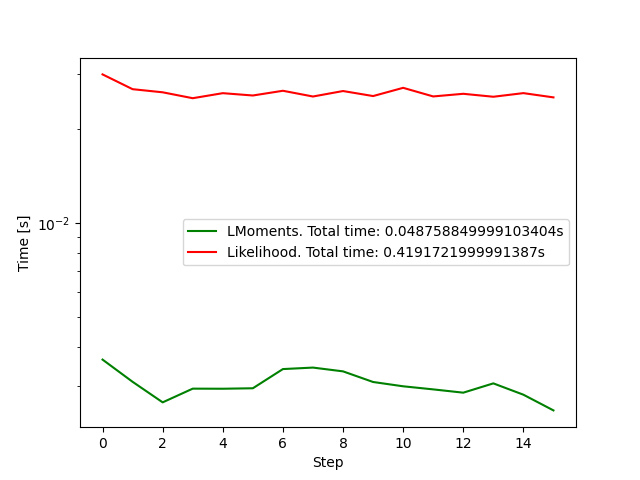 Time [s]
10⁻²
LMoments. Total time: 0.048758849999103404s
Likelihood. Total time: 0.4191721999991387s
0 2 4 6 8 10 12 14
Step